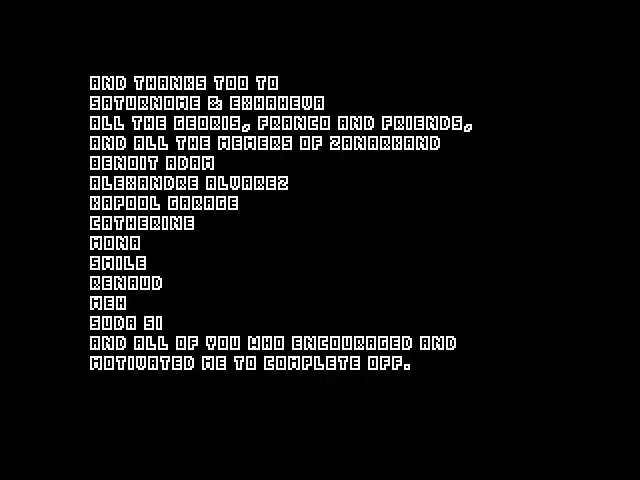 AND THANKS TOO TO
SATURNOME & EXHAHEVA
ALL THE GEORIS, FRANCO AND FRIENDS,
AND ALL THE MEMERS OF ZANARKAND
BENOIT ADAM
ALEXANDRE ALVAREZ
KAPOOL GARAGE
CATHERINE
MONA
SMILE
RENAUD
MEH
SUDA 51
AND ALL OF YOU WHO ENCOURAGED AND
MOTIVATED ME TO COMPLETE OFF.